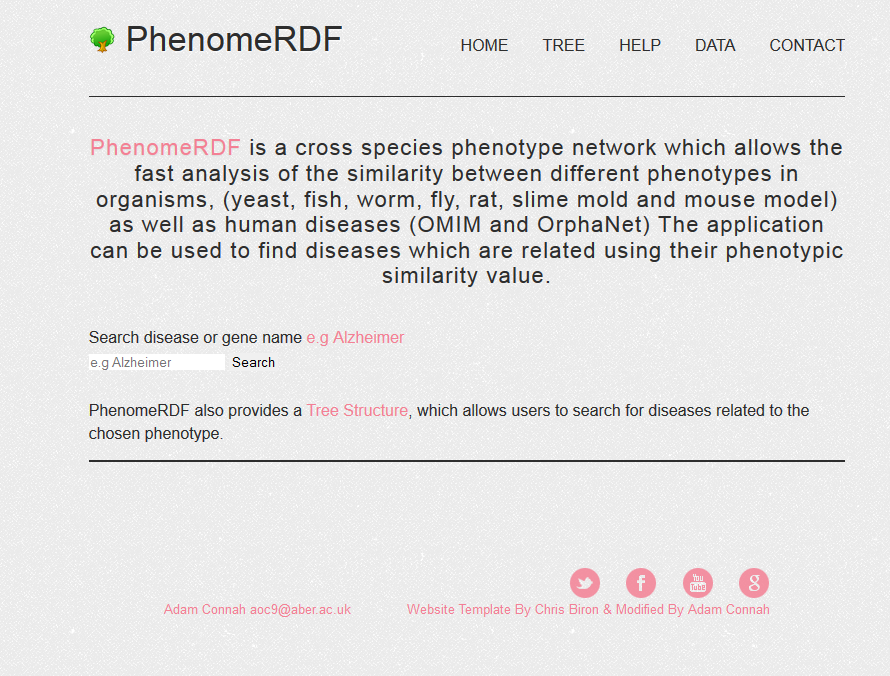 PhenomeRDF
HOME TREE HELP DATA CONTACT
PhenomeRDF is a cross species phenotype network which allows the
fast analysis of the similarity between different phenotypes in
organisms, (yeast, fish, worm, fly, rat, slime mold and mouse model)
as well as human diseases (OMIM and OrphaNet) The application
can be used to find diseases which are related using their phenotypic
similarity value.
Search disease or gene name e.g Alzheimer
e.g Alzheimer Search
PhenomeRDF also provides a Tree Structure, which allows users to search for diseases related to the
chosen phenotype.
You Tube
Adam Connah aoc9@aber.ac.uk Website Template By Chris Biron & Modified By Adam Connah